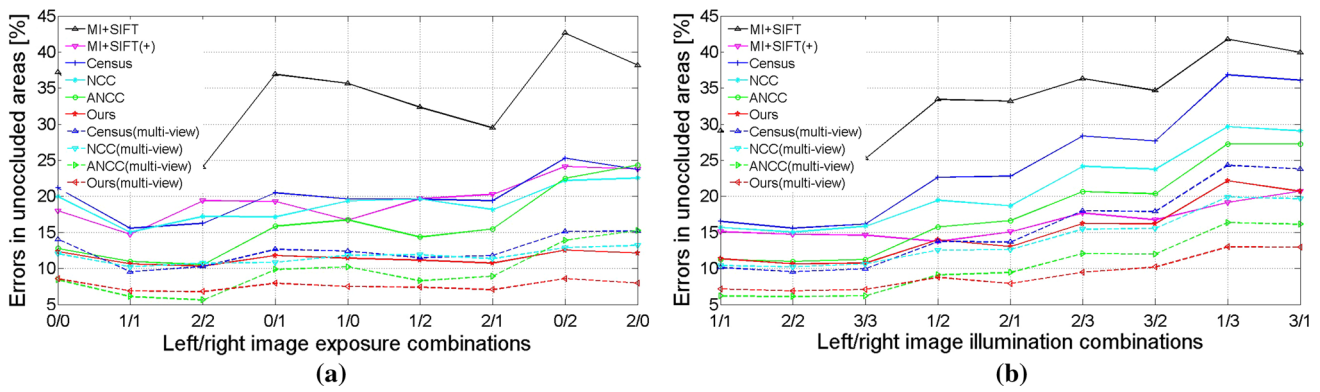 Errors in unoccluded areas [%]
45
40
35
30
25
20
15
10
5
MI+SIFT
MI+SIFT(+)
Census
NCC
ANCC
Ours
Census(multi-view)
NCC(multi-view)
ANCC(multi-view)
Ours(multi-view)
0/0 1/1 2/2 0/1 1/0 1/2 2/1 0/2 2/0
Left/right image exposure combinations
(a)
Errors in unoccluded areas [%]
45
40
35
30
25
20
15
10
5
MI+SIFT
MI+SIFT(+)
Census
NCC
ANCC
Ours
Census(multi-view)
NCC(multi-view)
ANCC(multi-view)
Ours(multi-view)
1/1 2/2 3/3 1/2 2/1 2/3 3/2 1/3 3/1
Left/right image illumination combinations
(b)